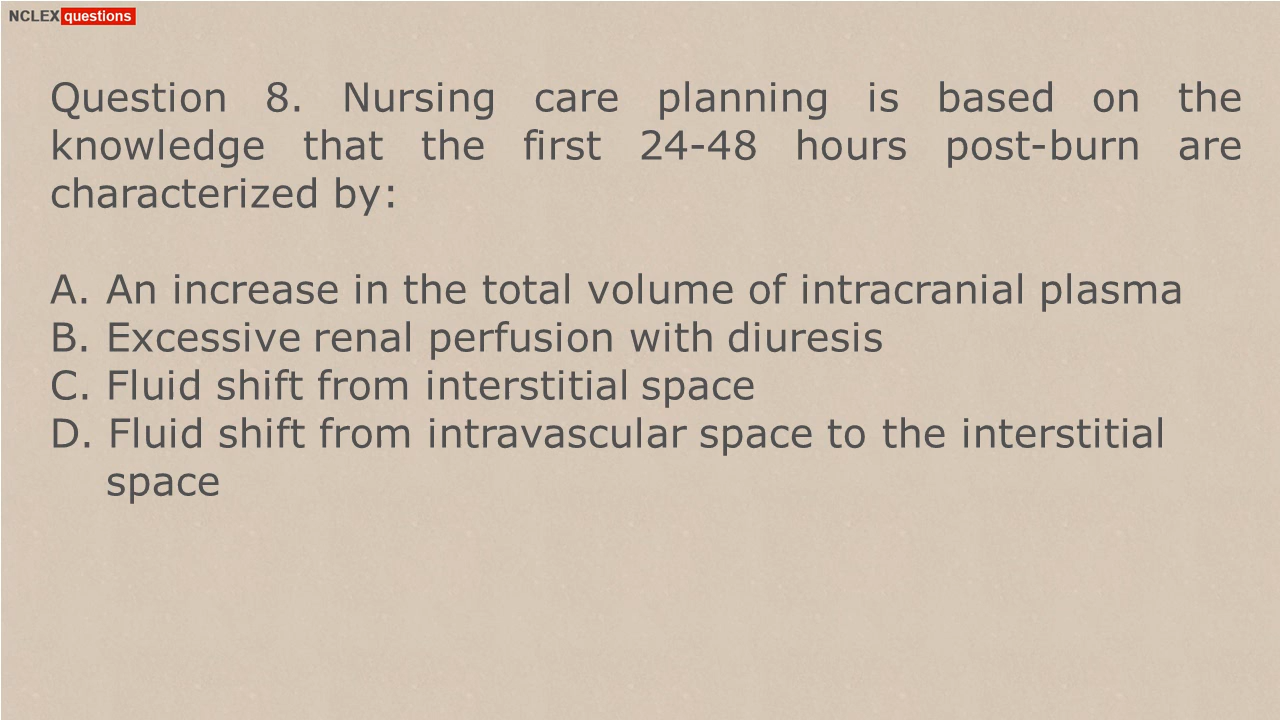 NCLEX questions
Question 8. Nursing care planning is based on the
knowledge that the first 24-48 hours post-burn are
characterized by:
A. An increase in the total volume of intracranial plasma
B. Excessive renal perfusion with diuresis
C. Fluid shift from interstitial space
D. Fluid shift from intravascular space to the interstitial
space